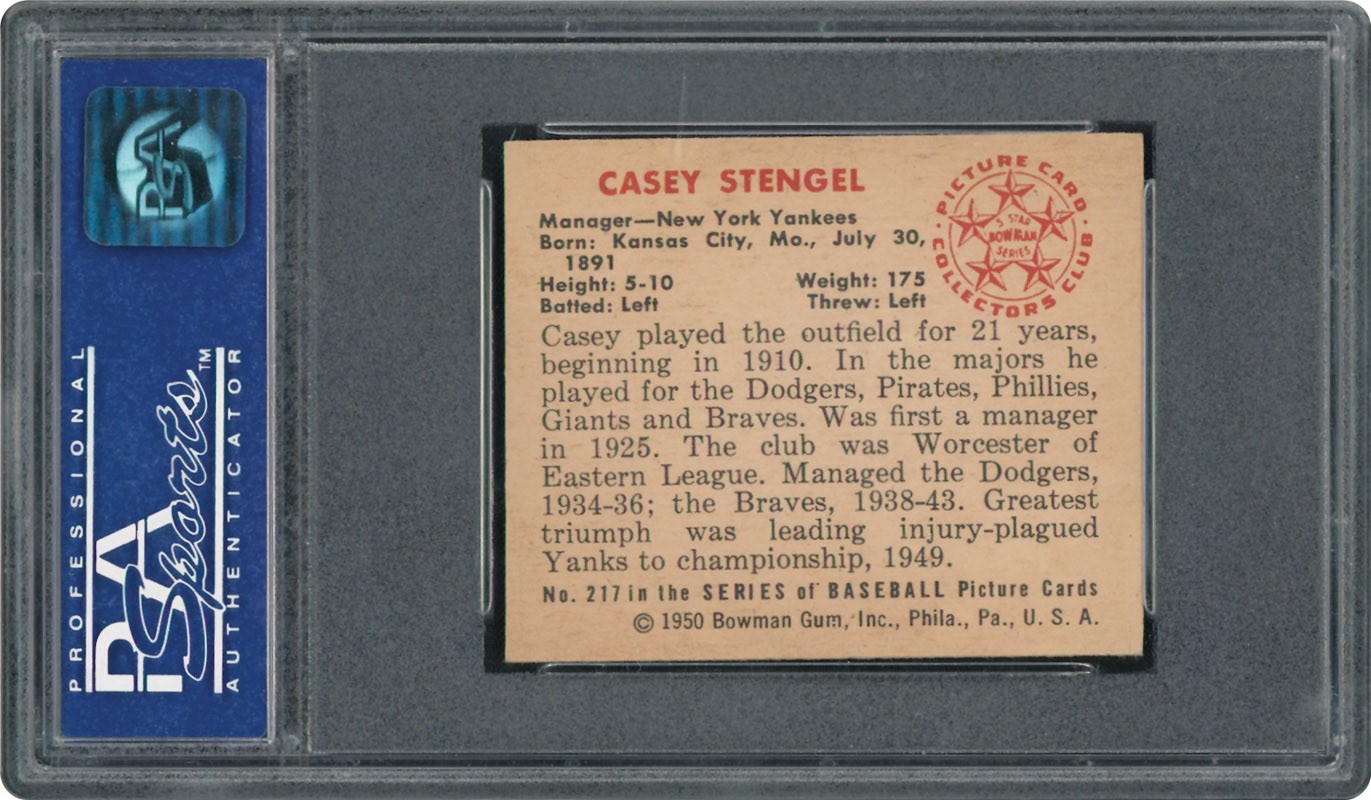 PSA
PROFESSIONAL
PSA Sports™
AUTHENTICATOR
CASEY STENGEL
Manager—New York Yankees
Born: Kansas City, Mo., July 30,
1891
Height: 5-10 Weight: 175
Batted: Left Threw: Left
PICTURE CARD
· COLLECTORS CLUB ·
5 STAR
BOWMAN
SERIES
Casey played the outfield for 21 years,
beginning in 1910. In the majors he
played for the Dodgers, Pirates, Phillies,
Giants and Braves. Was first a manager
in 1925. The club was Worcester of
Eastern League. Managed the Dodgers,
1934-36; the Braves, 1938-43. Greatest
triumph was leading injury-plagued
Yanks to championship, 1949.
No. 217 in the SERIES of BASEBALL Picture Cards
© 1950 Bowman Gum, Inc., Phila., Pa., U. S. A.